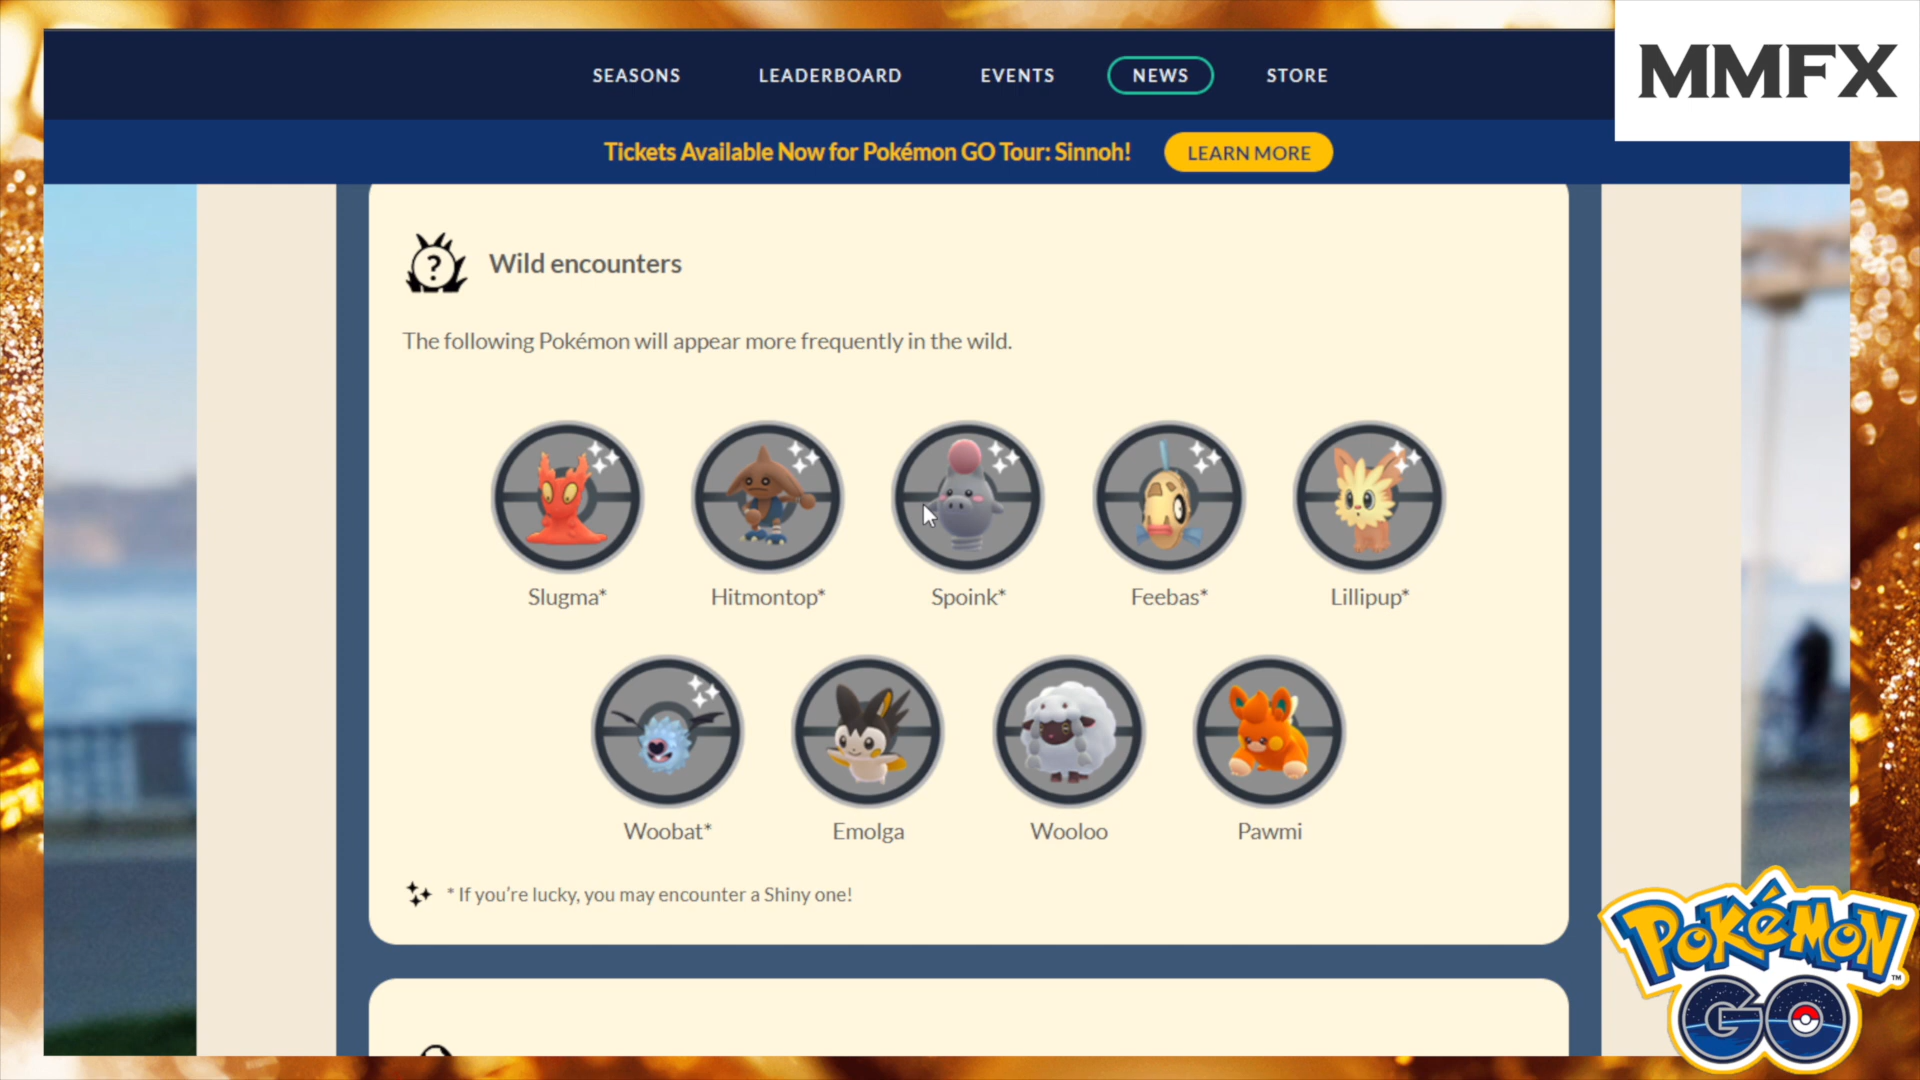 SEASONS LEADERBOARD EVENTS NEWS STORE
MMFX
Tickets Available Now for Pokémon GO Tour: Sinnoh! LEARN MORE
Wild encounters
The following Pokémon will appear more frequently in the wild.
Slugma* Hitmontop* Spoink* Feebas* Lillipup*
Woobat* Emolga Wooloo Pawmi
* If you're lucky, you may encounter a Shiny one!
POKéMON
GO
TM